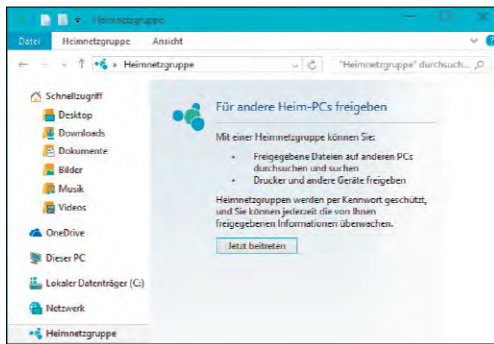 Heimnetzgruppe
Datei Heimnetzgruppe Ansicht
Heimnetzgruppe "Heimnetzgruppe" durchsuch...
Schnellzugriff
Desktop
Downloads
Dokumente
Bilder
Musik
Videos
OneDrive
Dieser PC
Lokaler Datenträger (C:)
Netzwerk
Heimnetzgruppe
Für andere Heim-PCs freigeben
Mit einer Heimnetzgruppe können Sie:
• Freigegebene Dateien auf anderen PCs
durchsuchen und suchen
• Drucker und andere Geräte freigeben
Heimnetzgruppen werden per Kennwort geschützt,
und Sie können jederzeit die von Ihnen
freigegebenen Informationen überwachen.
Jetzt beitreten